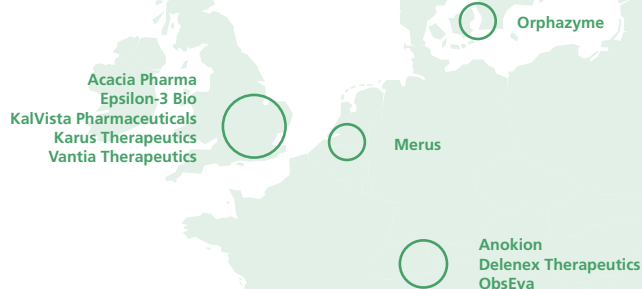 Orphazyme
Acacia Pharma
Epsilon-3 Bio
KalVista Pharmaceuticals
Karus Therapeutics
Vantia Therapeutics
Merus
Anokion
Delenex Therapeutics
ObsEva